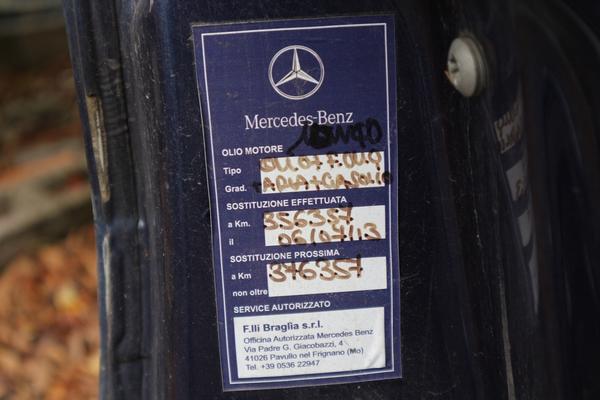 Mercedes-Benz
10W40
OLIO MOTORE
Tipo
Grad.
SOSTITUZIONE EFFETTUATA
a Km. 356357
il 06/07/13
SOSTITUZIONE PROSSIMA
a Km 376357
non oltre
SERVICE AUTORIZZATO
F.lli Braglia s.r.l.
Officina Autorizzata Mercedes Benz
Via Padre G. Giacobazzi, 4
41026 Pavullo nel Frignano (Mo)
Tel. +39 0536 22947